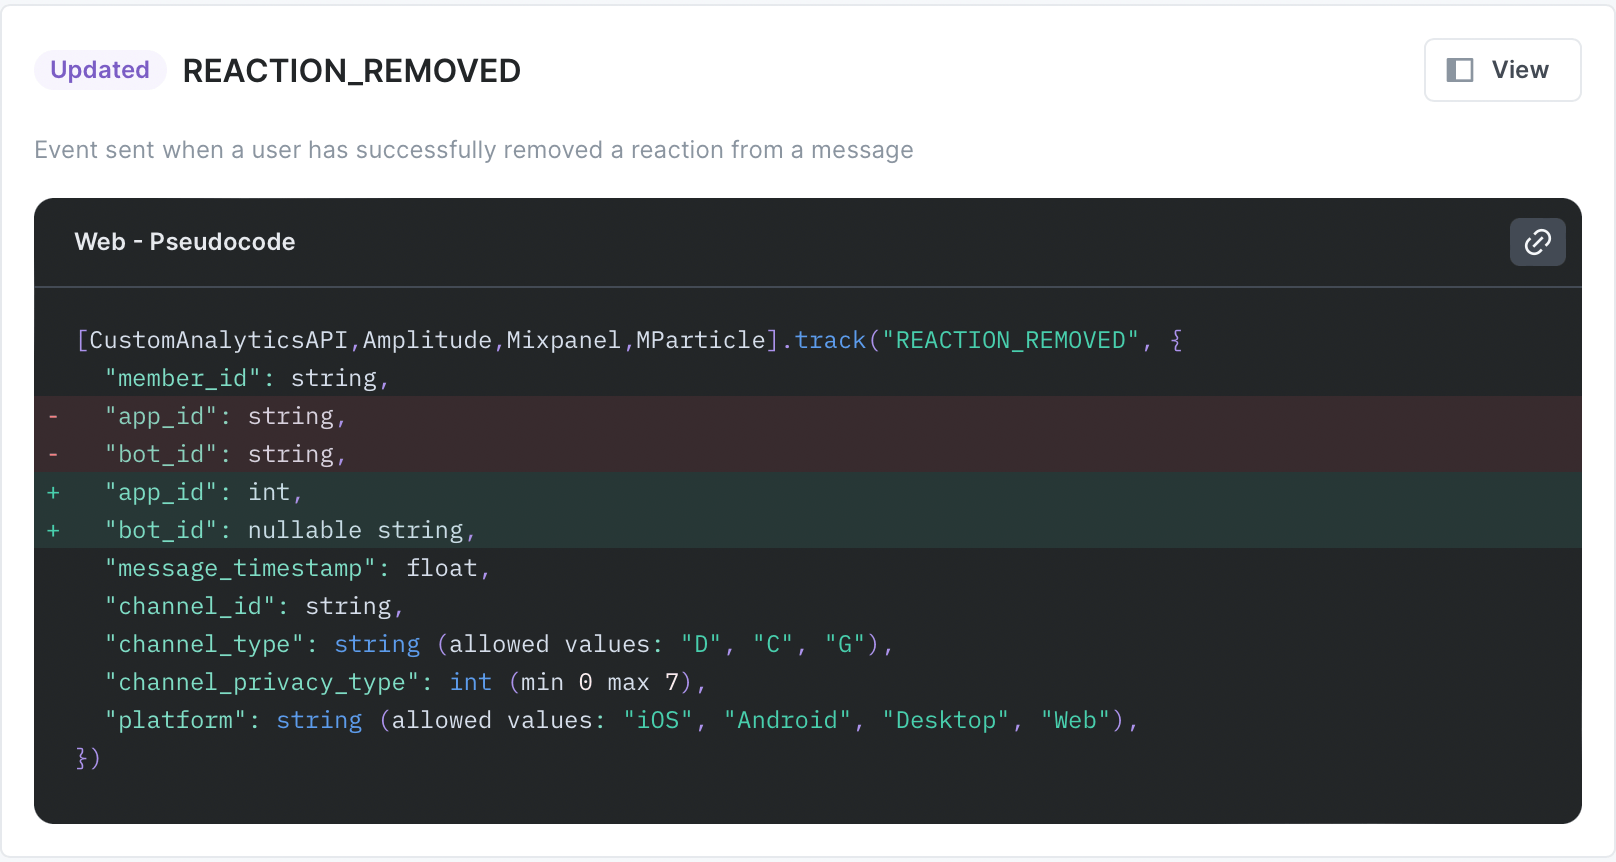 Updated REACTION_REMOVED
View
Event sent when a user has successfully removed a reaction from a message
Web - Pseudocode
[CustomAnalyticsAPI,Amplitude,Mixpanel,MParticle].track("REACTION_REMOVED", {
"member_id": string,
- "app_id": string,
- "bot_id": string,
+ "app_id": int,
+ "bot_id": nullable string,
"message_timestamp": float,
"channel_id": string,
"channel_type": string (allowed values: "D", "C", "G"),
"channel_privacy_type": int (min 0 max 7),
"platform": string (allowed values: "iOS", "Android", "Desktop", "Web"),
})